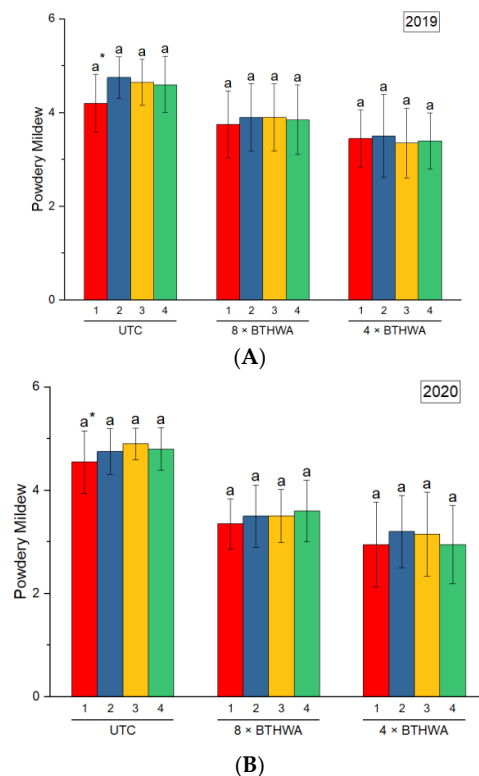 2019
a* a a a
a a a a
a a a a
6
4
2
0
Powdery Mildew
1 2 3 4 1 2 3 4 1 2 3 4
UTC 8 × BTHWA 4 × BTHWA
(A)
2020
a* a a a
a a a a
a a a a
6
4
2
0
Powdery Mildew
1 2 3 4 1 2 3 4 1 2 3 4
UTC 8 × BTHWA 4 × BTHWA
(B)